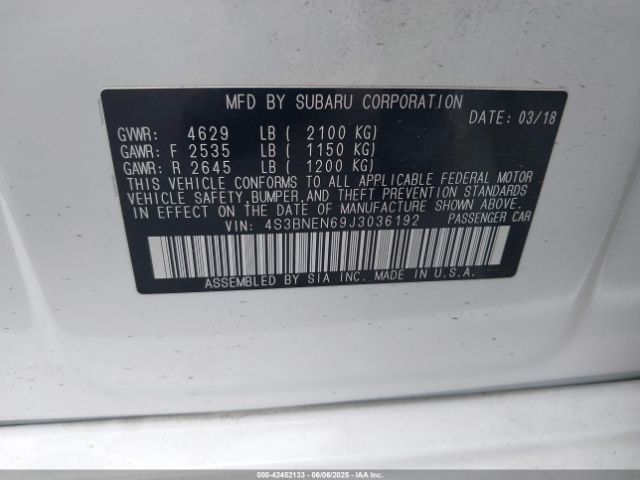 MFD BY SUBARU CORPORATION
DATE: 03/18
GVWR: 4629 LB ( 2100 KG)
GAWR: F 2535 LB ( 1150 KG)
GAWR: R 2645 LB ( 1200 KG)
THIS VEHICLE CONFORMS TO ALL APPLICABLE FEDERAL MOTOR
VEHICLE SAFETY, BUMPER, AND THEFT PREVENTION STANDARDS
IN EFFECT ON THE DATE OF MANUFACTURE SHOWN ABOVE.
VIN: 4S3BNEN69J3036192 PASSENGER CAR
ASSEMBLED BY SIA INC. MADE IN U.S.A.
000-42452133 - 06/06/2025 - IAA Inc.